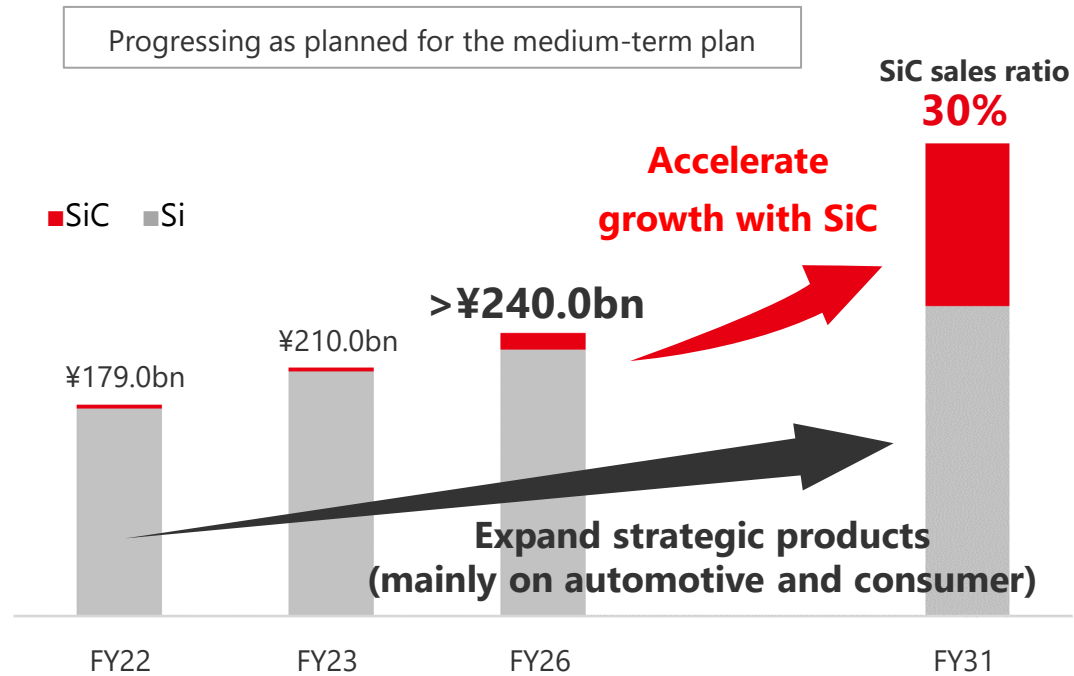 Progressing as planned for the medium-term plan
SiC sales ratio
30%
Accelerate
growth with SiC
SiC Si
>¥240.0bn
¥210.0bn
¥179.0bn
Expand strategic products
(mainly on automotive and consumer)
FY22 FY23 FY26 FY31